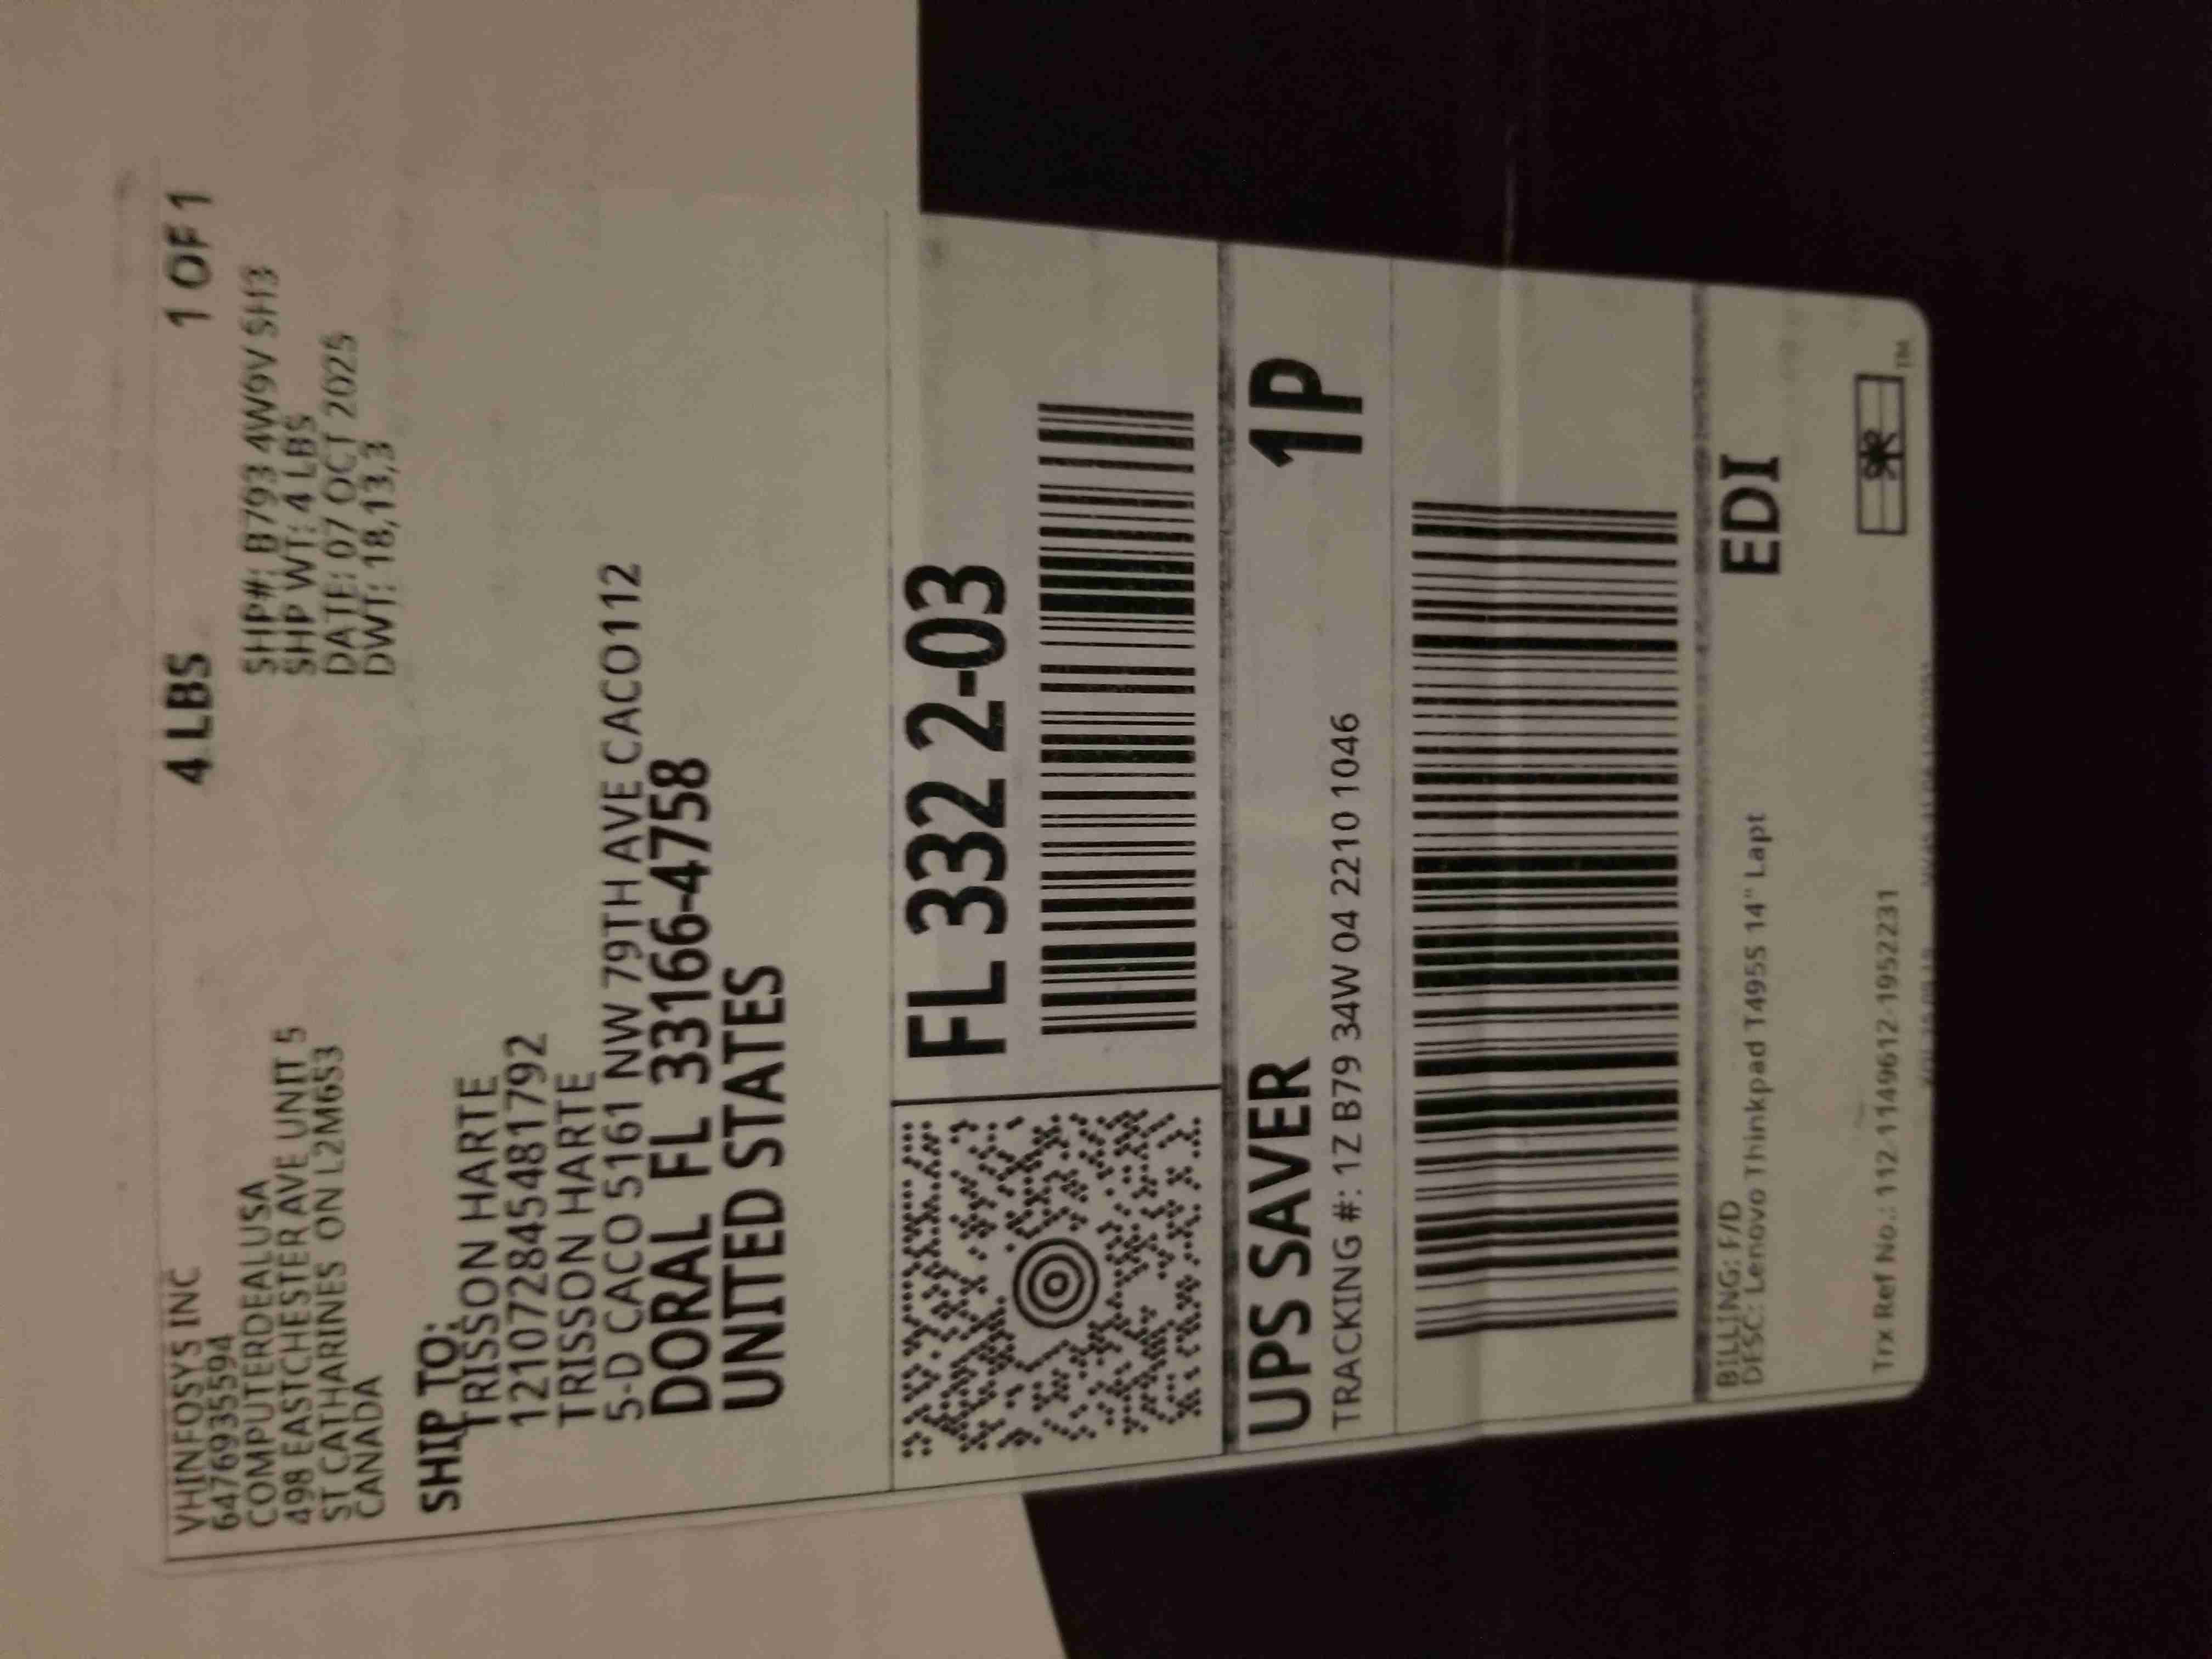 VHINFOSYS INC
6476935594
COMPUTERDEALUSA
498 EASTCHESTER AVE UNIT 5
ST CATHARINES ON L2M6S3
CANADA
4 LBS
1 OF 1
SHP#: B793 4W9V SH3
SHP WT: 4 LBS
DATE: 07 OCT 2025
DWT: 18,13,3
SHIP TO:
TRISSON HARTE
121072845481792
TRISSON HARTE
5-D CACO 5161 NW 79TH AVE CACO112
DORAL FL 33166-4758
UNITED STATES
FL 332 2-03
UPS SAVER
1P
TRACKING #: 1Z B79 34W 04 2210 1046
BILLING: F/D
DESC: Lenovo Thinkpad T495S 14" Lapt
EDI
Trx Ref No.: 112-1149612-1952231
TM